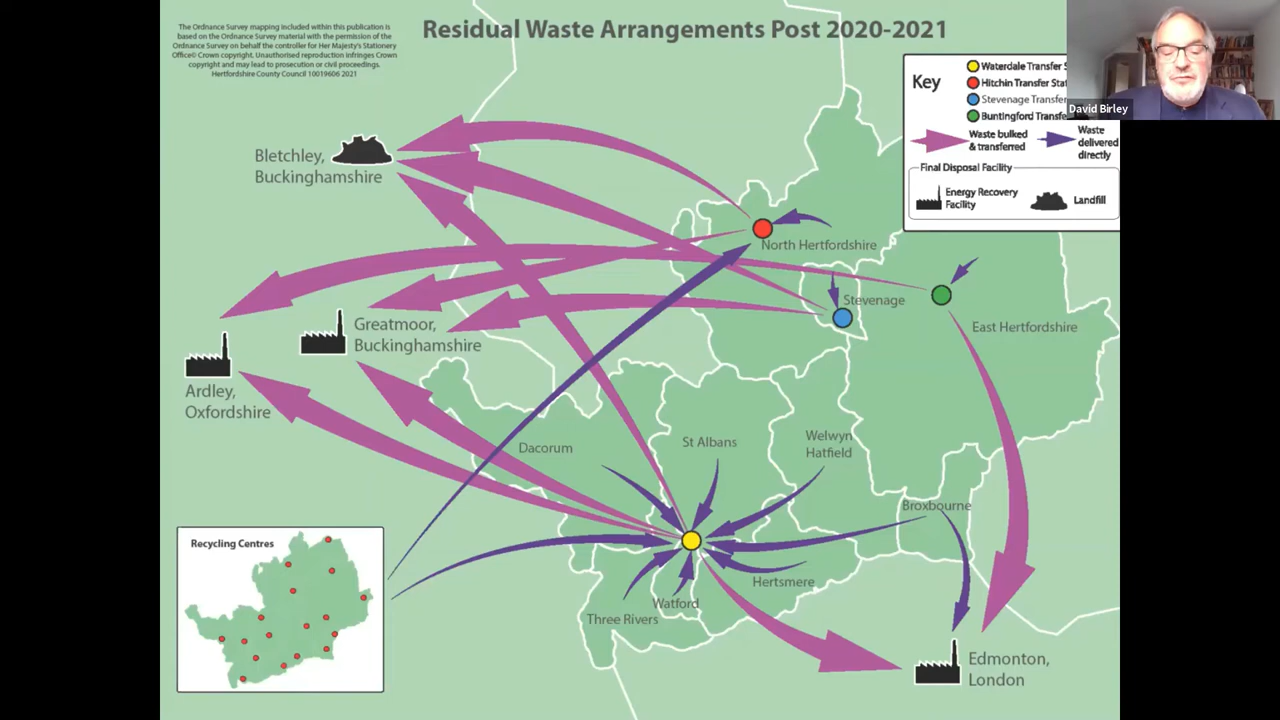 The Ordnance Survey mapping included within this publication is
based on the Ordnance Survey material with the permission of the
Ordnance Survey on behalf the controller for Her Majesty's Stationery
Office© Crown copyright. Unauthorised reproduction infringes Crown
copyright and may lead to prosecution or civil proceedings.
Hertfordshire County Council 10019606 2021
Residual Waste Arrangements Post 2020-2021
Key
Waterdale Transfer
Hitchin Transfer
Stevenage
Buntingford
Waste bulked
& transferred
Waste
delivered
directly
Final Disposal Facility
Energy Recovery
Facility
Landfill
David Birley
Bletchley,
Buckinghamshire
North Hertfordshire
Stevenage
East Hertfordshire
Greatmoor,
Buckinghamshire
Ardley,
Oxfordshire
Dacorum
St Albans
Welwyn
Hatfield
Broxbourne
Hertsmere
Watford
Three Rivers
Edmonton,
London
Recycling Centres